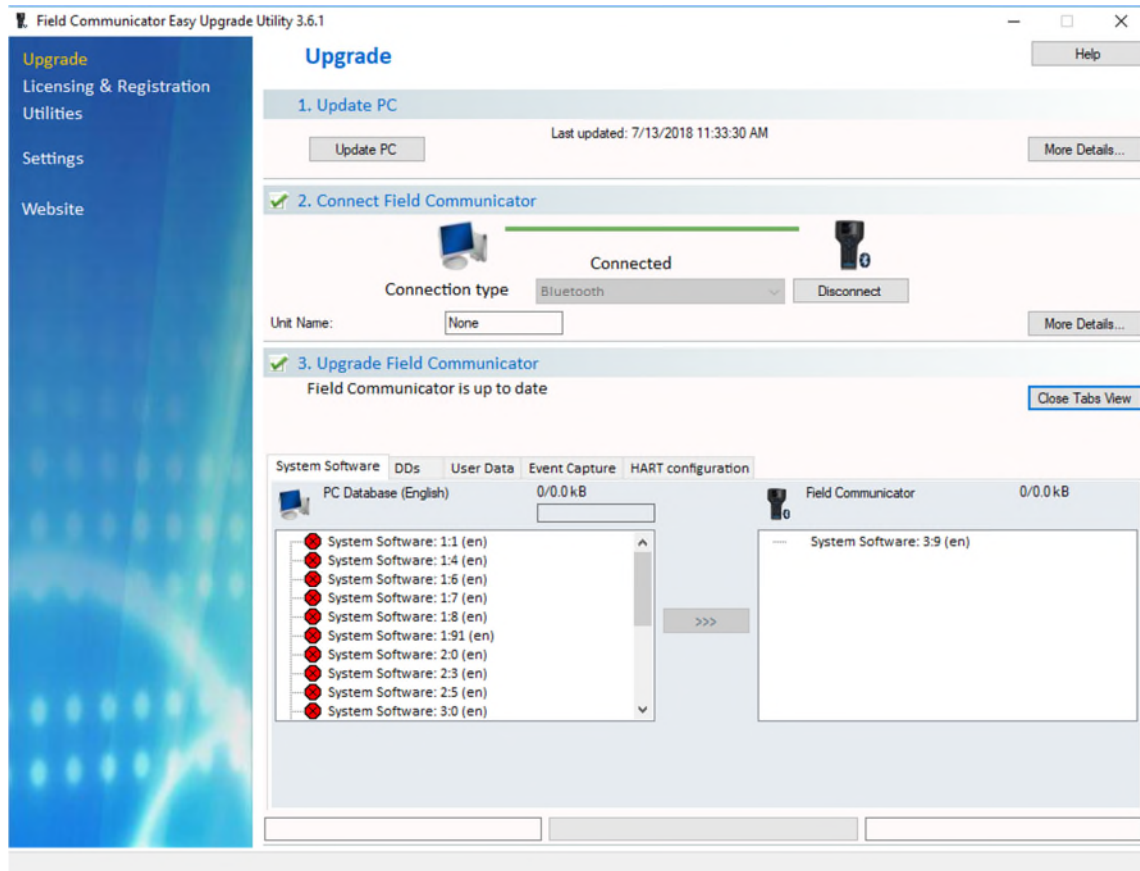 Field Communicator Easy Upgrade Utility 3.6.1
Upgrade
Licensing & Registration
Utilities
Settings
Website
Upgrade
Help
1. Update PC
Update PC
Last updated: 7/13/2018 11:33:30 AM
More Details...
2. Connect Field Communicator
Connected
Connection type
Bluetooth
Disconnect
Unit Name:
None
More Details...
3. Upgrade Field Communicator
Field Communicator is up to date
Close Tabs View
System Software
DDs
User Data
Event Capture
HART configuration
PC Database (English)
0/0.0 kB
Field Communicator
0/0.0 kB
System Software: 1:1 (en)
System Software: 1:4 (en)
System Software: 1:6 (en)
System Software: 1:7 (en)
System Software: 1:8 (en)
System Software: 1:91 (en)
System Software: 2:0 (en)
System Software: 2:3 (en)
System Software: 2:5 (en)
System Software: 3:0 (en)
>>>
System Software: 3:9 (en)